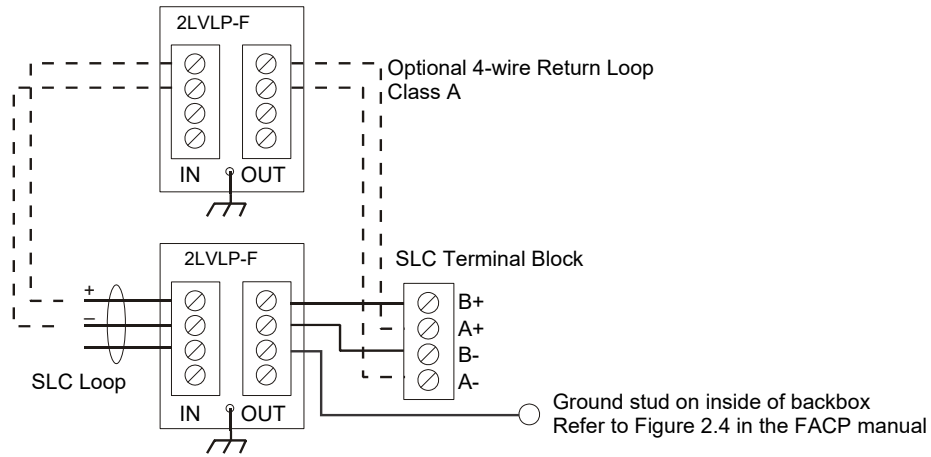 2LVLP-F
Optional 4-wire Return Loop
Class A
IN
OUT
2LVLP-F
SLC Terminal Block
+
–
B+
A+
B-
A-
SLC Loop
IN
OUT
Ground stud on inside of backbox
Refer to Figure 2.4 in the FACP manual